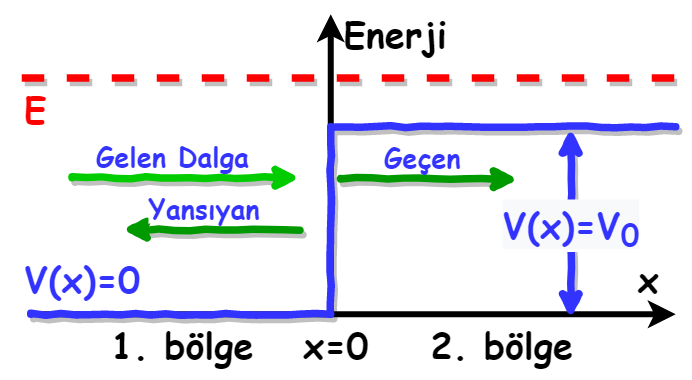 Enerji
E
Gelen Dalga
Geçen
Yansıyan
V(x)=V₀
V(x)=0
x
1. bölge
x=0
2. bölge